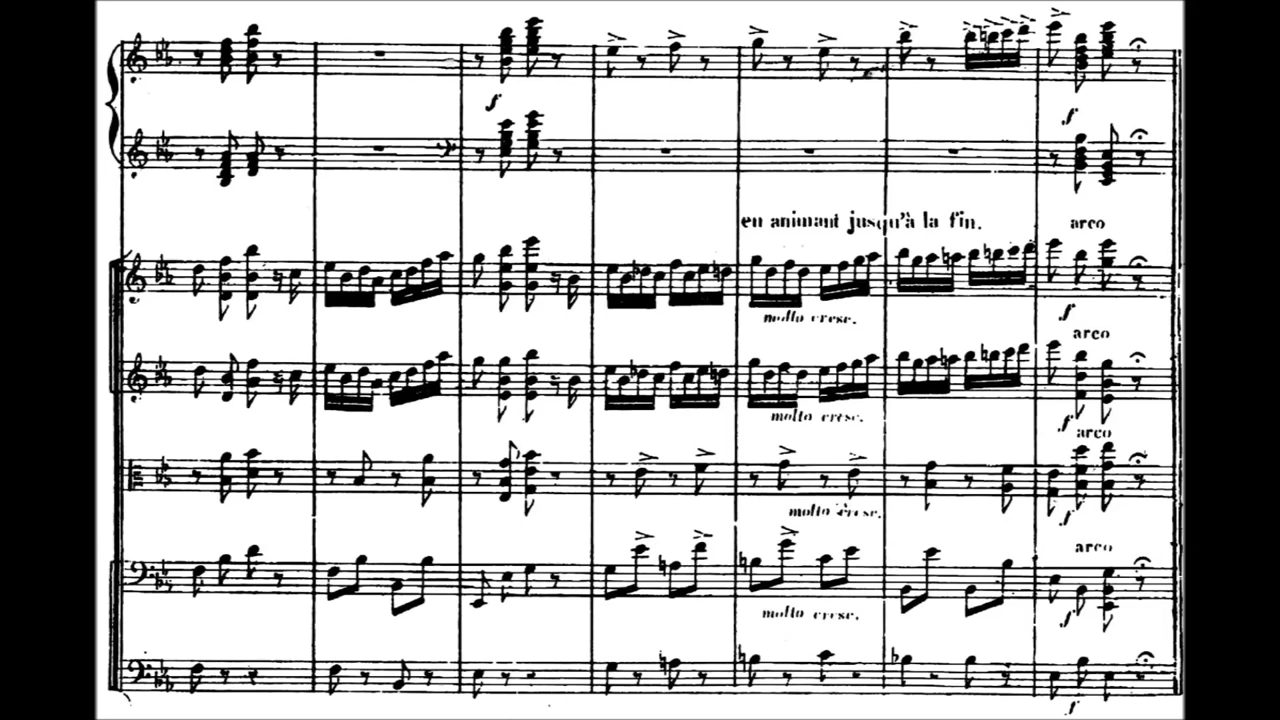 f
f
en animant jusqu'à la fin. arco
f
molto cresc. arco
f
molto cresc. arco
f
molto cresc.
arco
f
molto cresc.
f